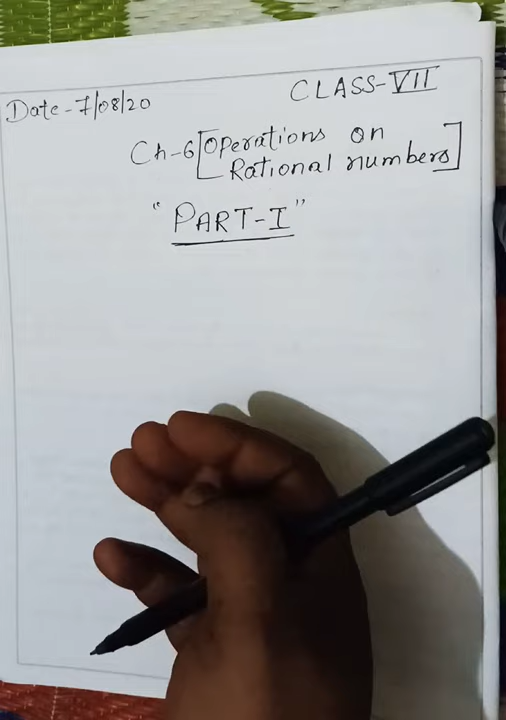 Date-7/08/20
CLASS-VII
Ch-6[Operations on
Rational numbers]
"PART-I"